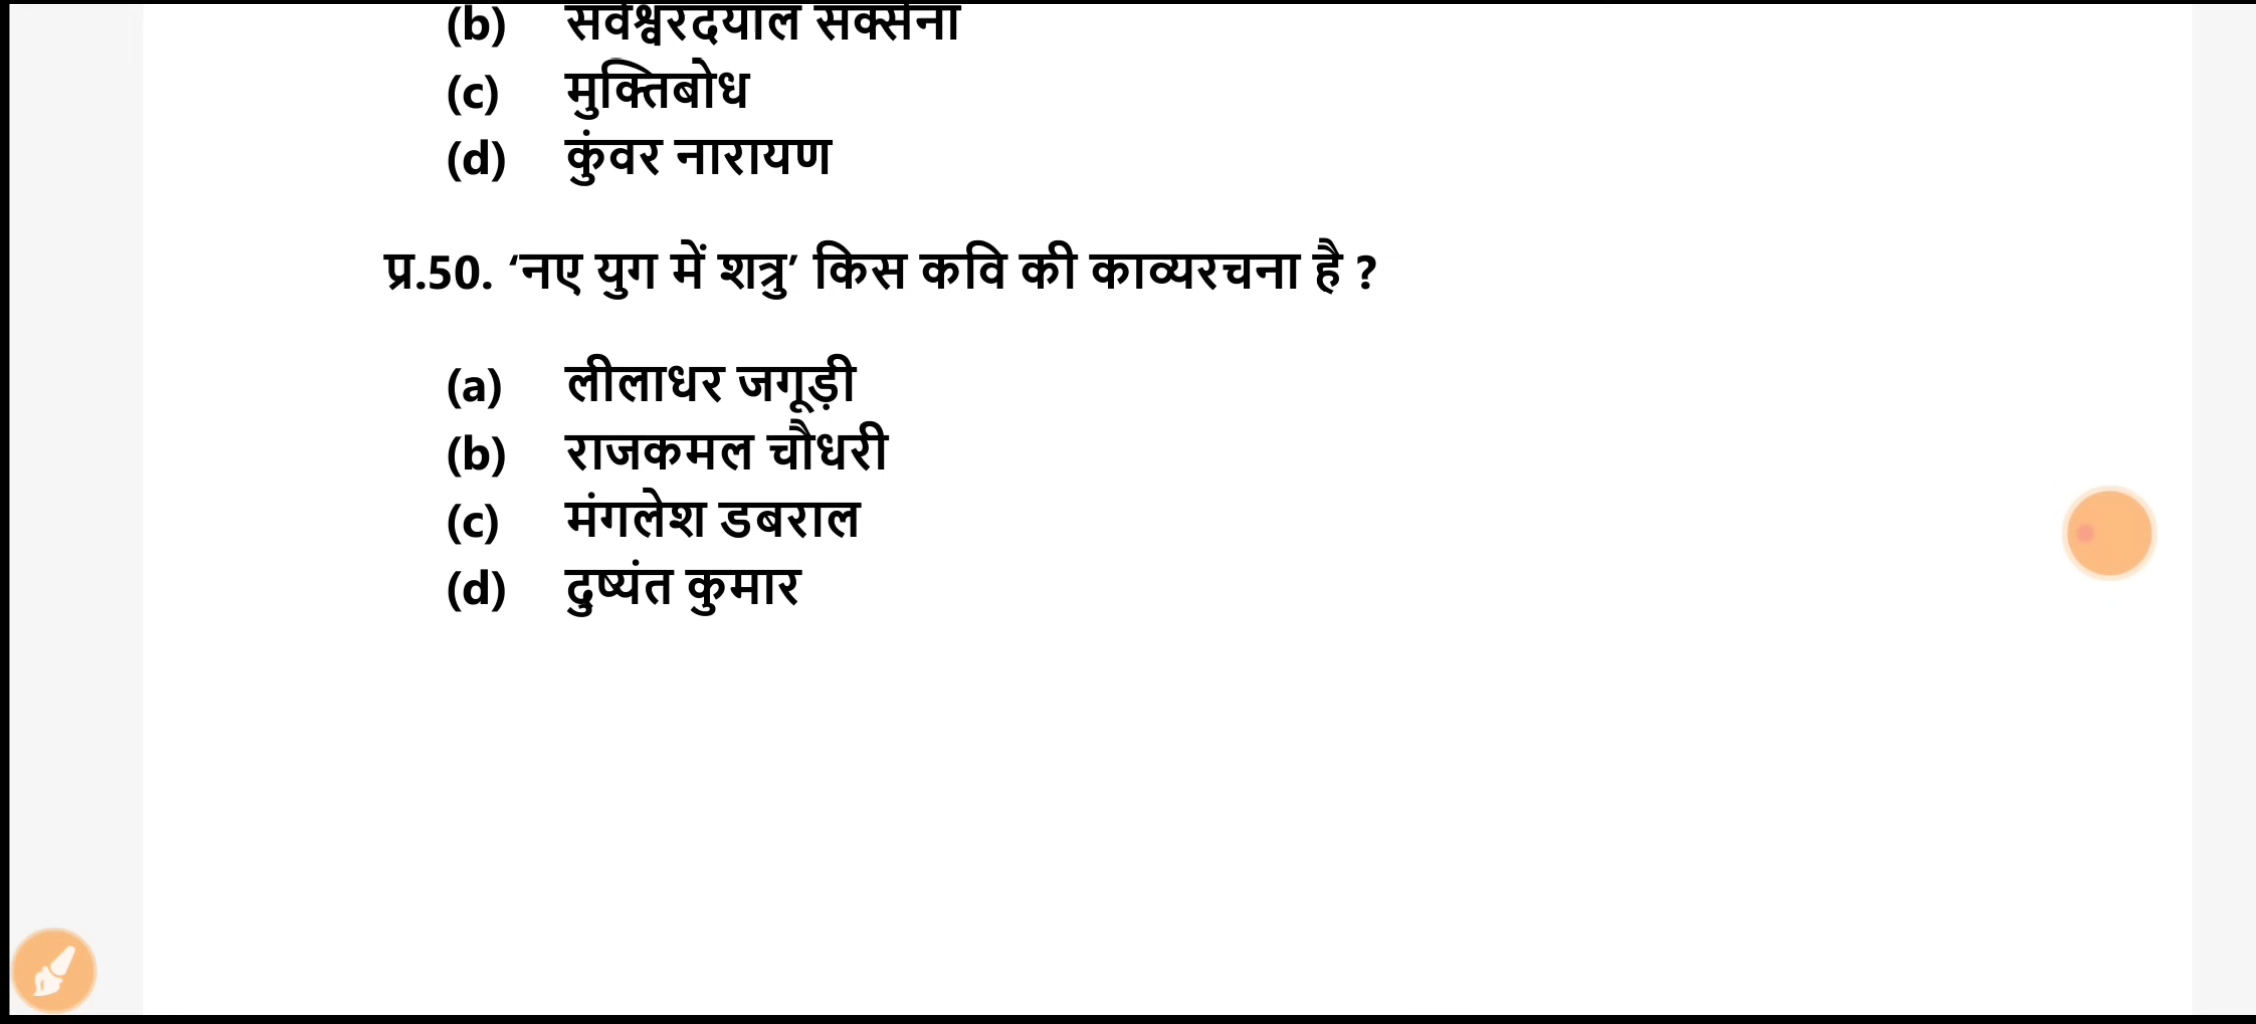 (b) सर्वेश्वरदयाल सक्सेना
(c) मुक्तिबोध
(d) कुंवर नारायण
प्र.50. ‘नए युग में शत्रु’ किस कवि की काव्यरचना है ?
(a) लीलाधर जगूड़ी
(b) राजकमल चौधरी
(c) मंगलेश डबराल
(d) दुष्यंत कुमार